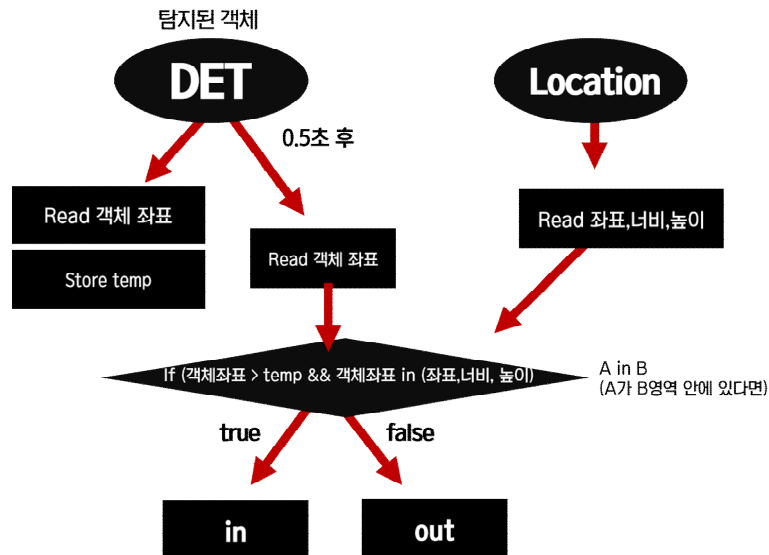 탐지된 객체
DET
Location
0.5초 후
Read 객체 좌표
Store temp
Read 객체 좌표
Read 좌표,너비,높이
If (객체좌표 > temp && 객체좌표 in (좌표,너비, 높이)
A in B
(A가 B영역 안에 있다면)
true
false
in
out